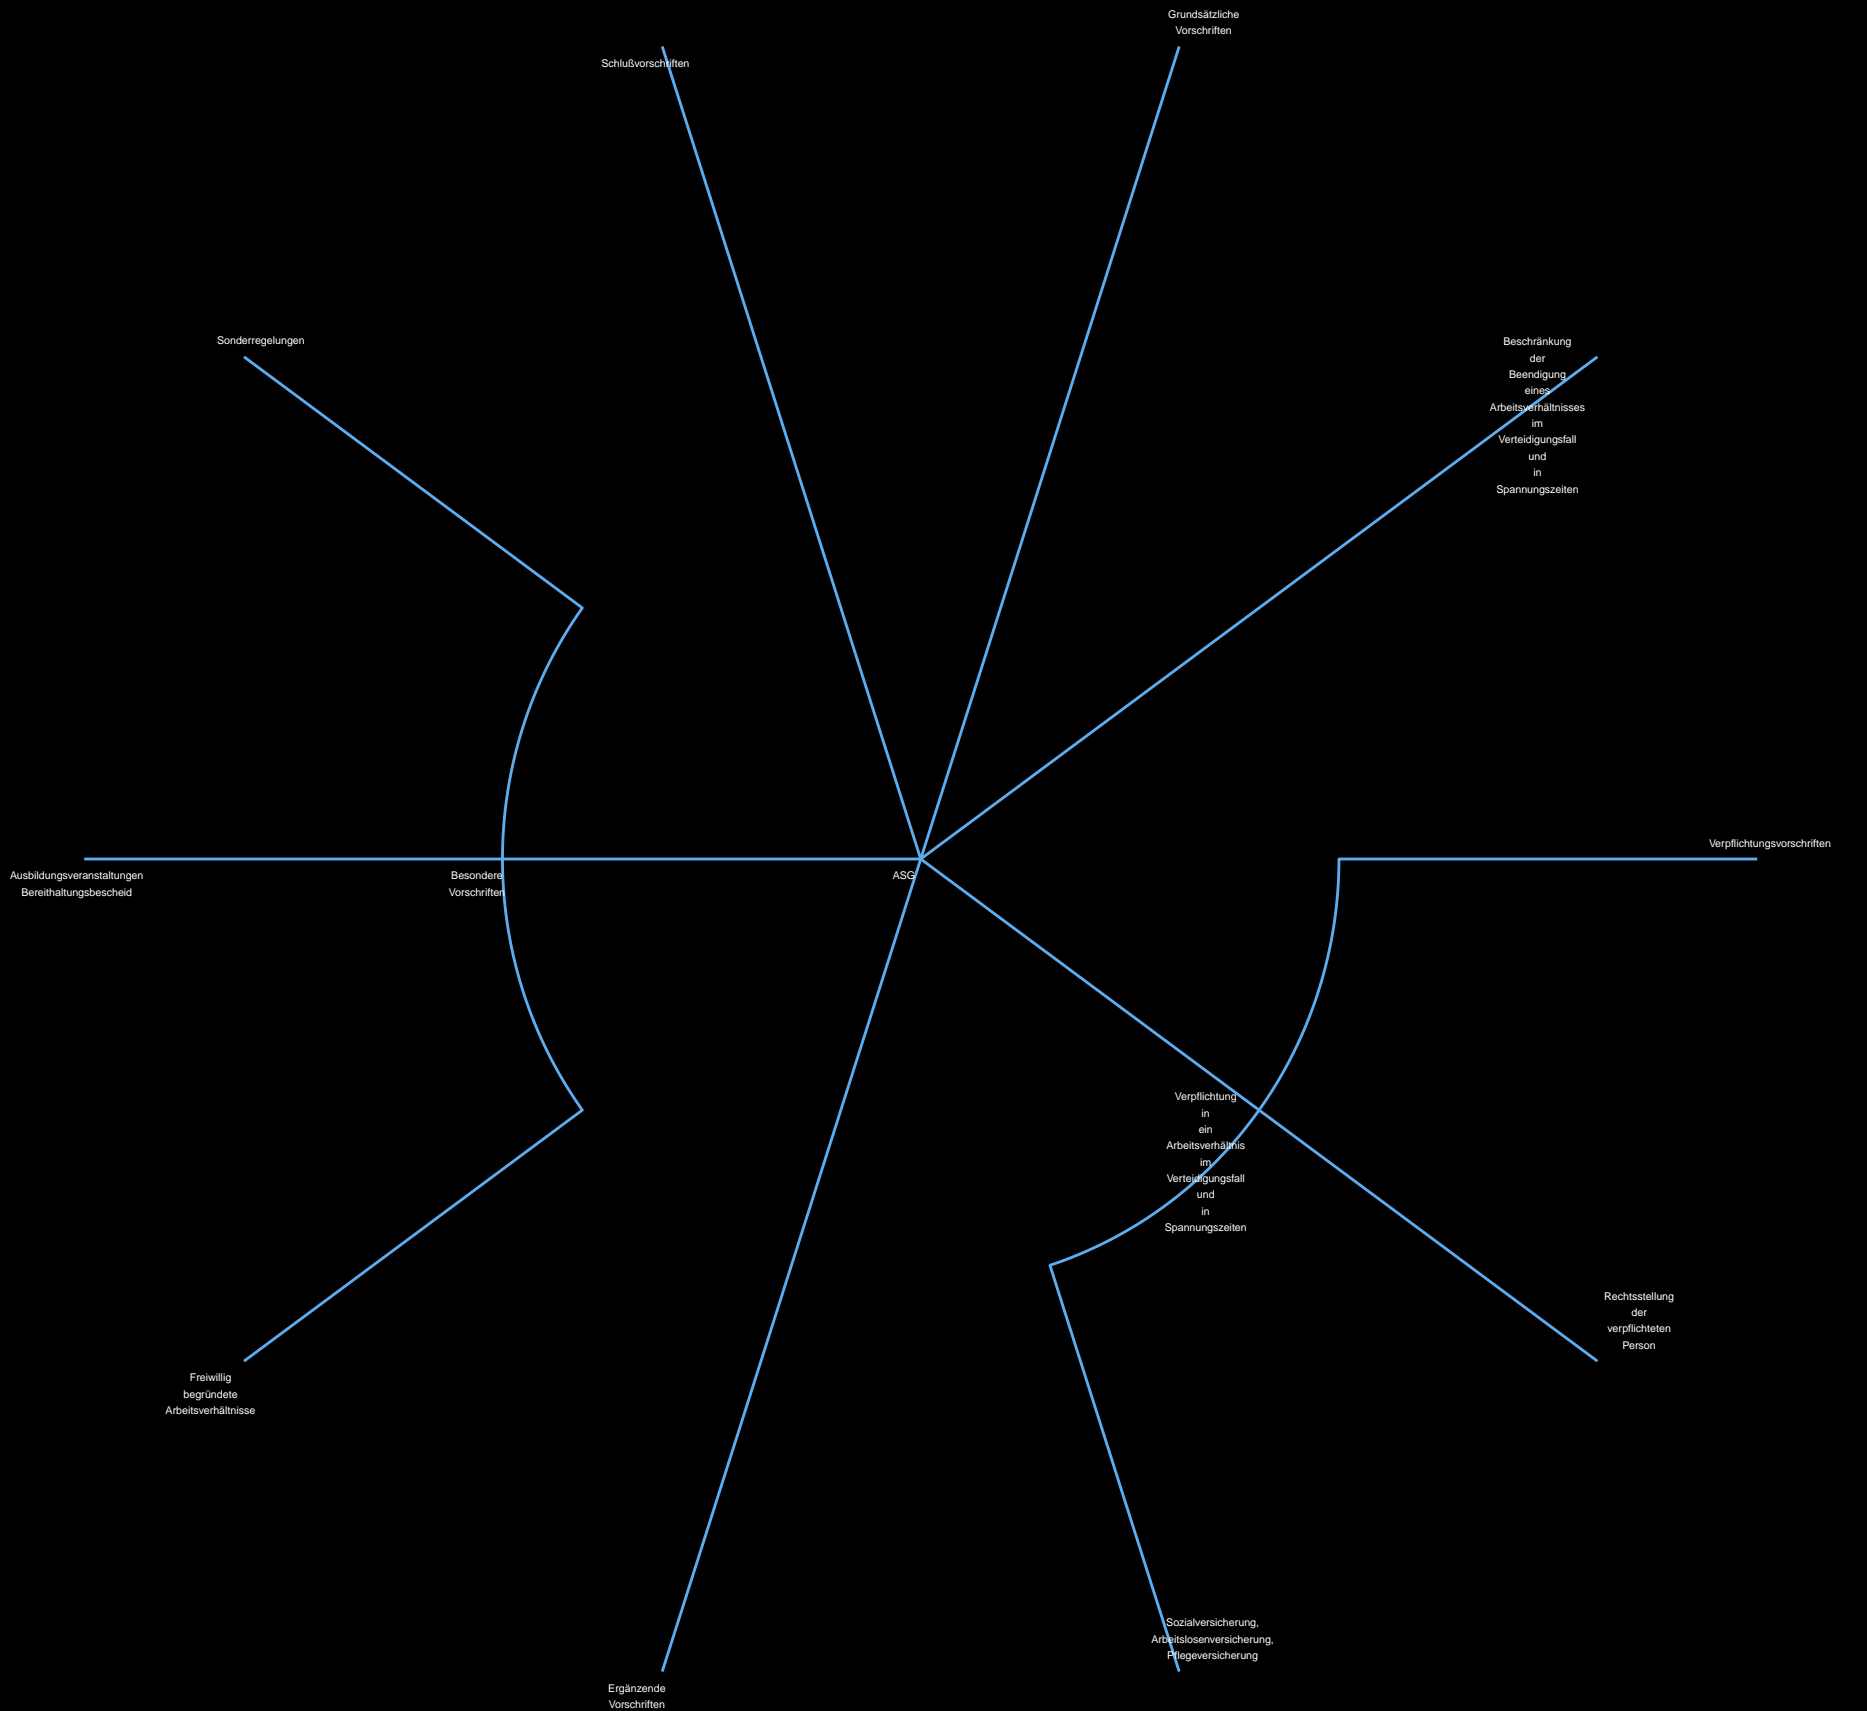 Grundsätzliche
Vorschriften
Schlußvorschriften
Sonderregelungen
Beschränkung
der
Beendigung
eines
Arbeitsverhältnisses
im
Verteidigungsfall
und
in
Spannungszeiten
Verpflichtungsvorschriften
Ausbildungsveranstaltungen
Bereithaltungsbescheid
Besondere
Vorschriften
ASG
Verpflichtung
in
ein
Arbeitsverhältnis
im
Verteidigungsfall
und
in
Spannungszeiten
Rechtsstellung
der
verpflichteten
Person
Freiwillig
begründete
Arbeitsverhältnisse
Sozialversicherung,
Arbeitslosenversicherung,
Pflegeversicherung
Ergänzende
Vorschriften